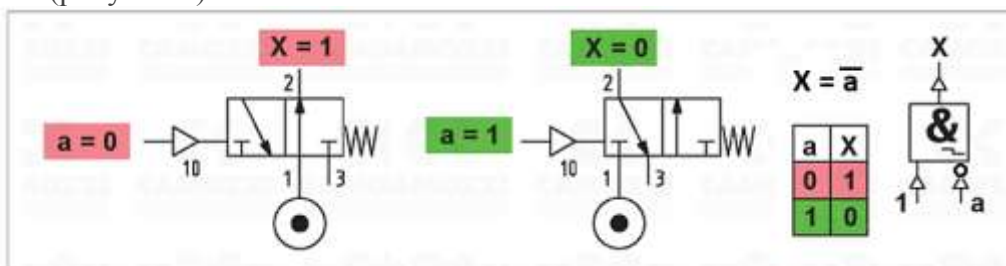 X = 1
2
a = 0
10
1
3
X = 0
2
a = 1
10
1
3
X = a̅
a X
0 1
1 0
X
&
1
a